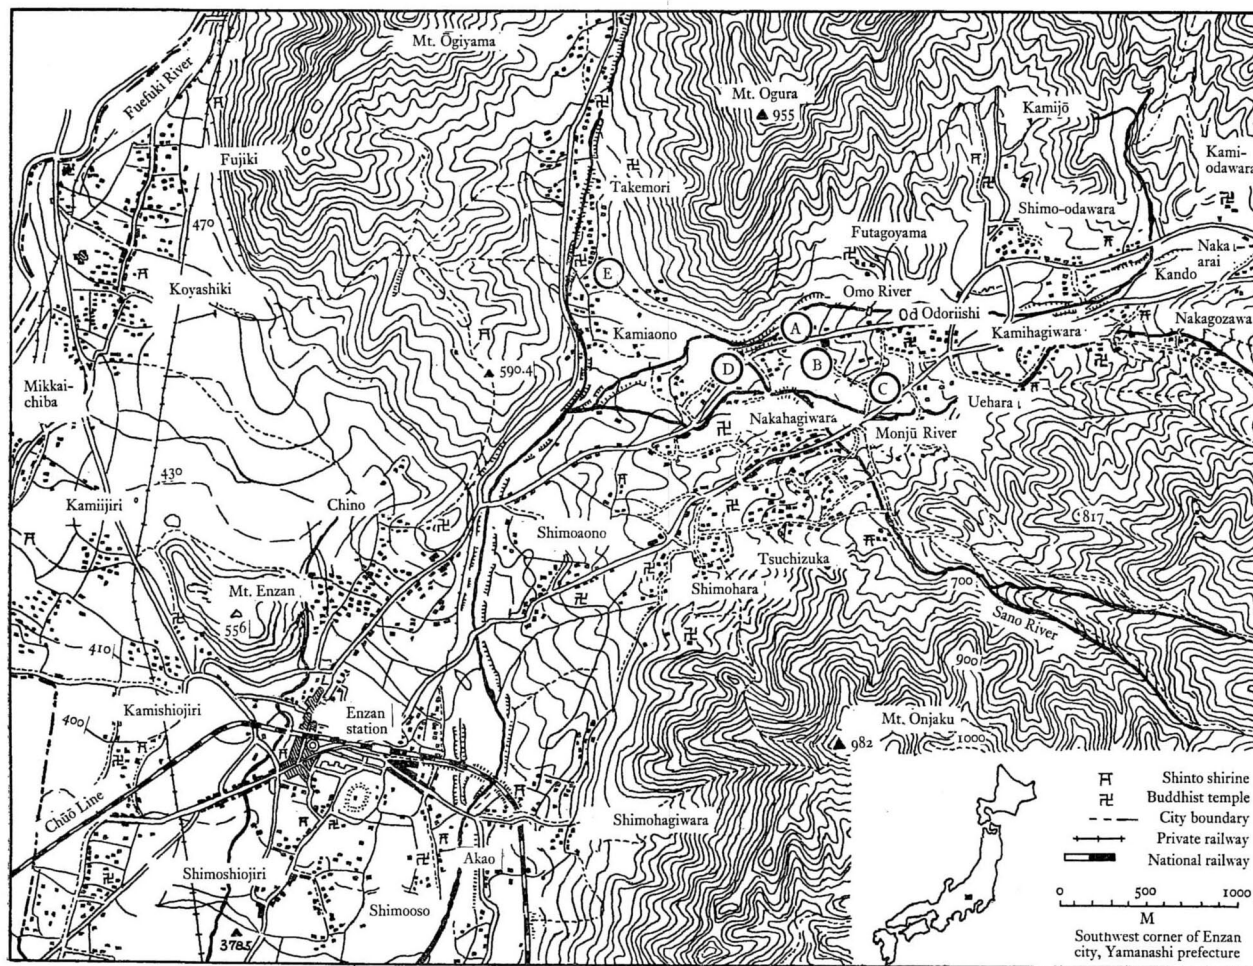 Mt. Ōgiyama
Fuefuki River
Mt. Ogura
955
Kamijō
Kami-
odawara
Fujiki
Takemori
Shimo-odawara
470
Futagoyama
Naka
arai
E
Kando
Koyashiki
Omo River
Od
Odoriishi
A
Kamiaono
Kamihagiwara
Nakagozawa
D
B
590.4
C
Mikkai-
chiba
Uehara
Nakahagiwara
Monjū River
430
Kamiijiri
Chino
817
Shimoaono
Tsuchizuka
Mt. Enzan
556
Shimohara
700
Sano River
410
900
Kamishiojiri
Enzan
station
400
Mt. Onjaku
982
1000
Chūō Line
Shimohagiwara
Shimoshiojiri
Akao
Shimooso
378.5
Shinto shirine
Buddhist temple
City boundary
Private railway
National railway
0 500 1000
M
Southwest corner of Enzan
city, Yamanashi prefecture